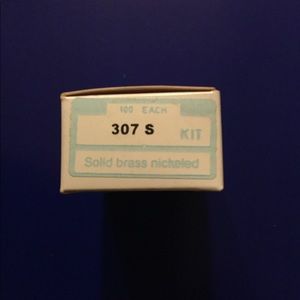 100 EACH
307 S
KIT
Solid brass nickeled